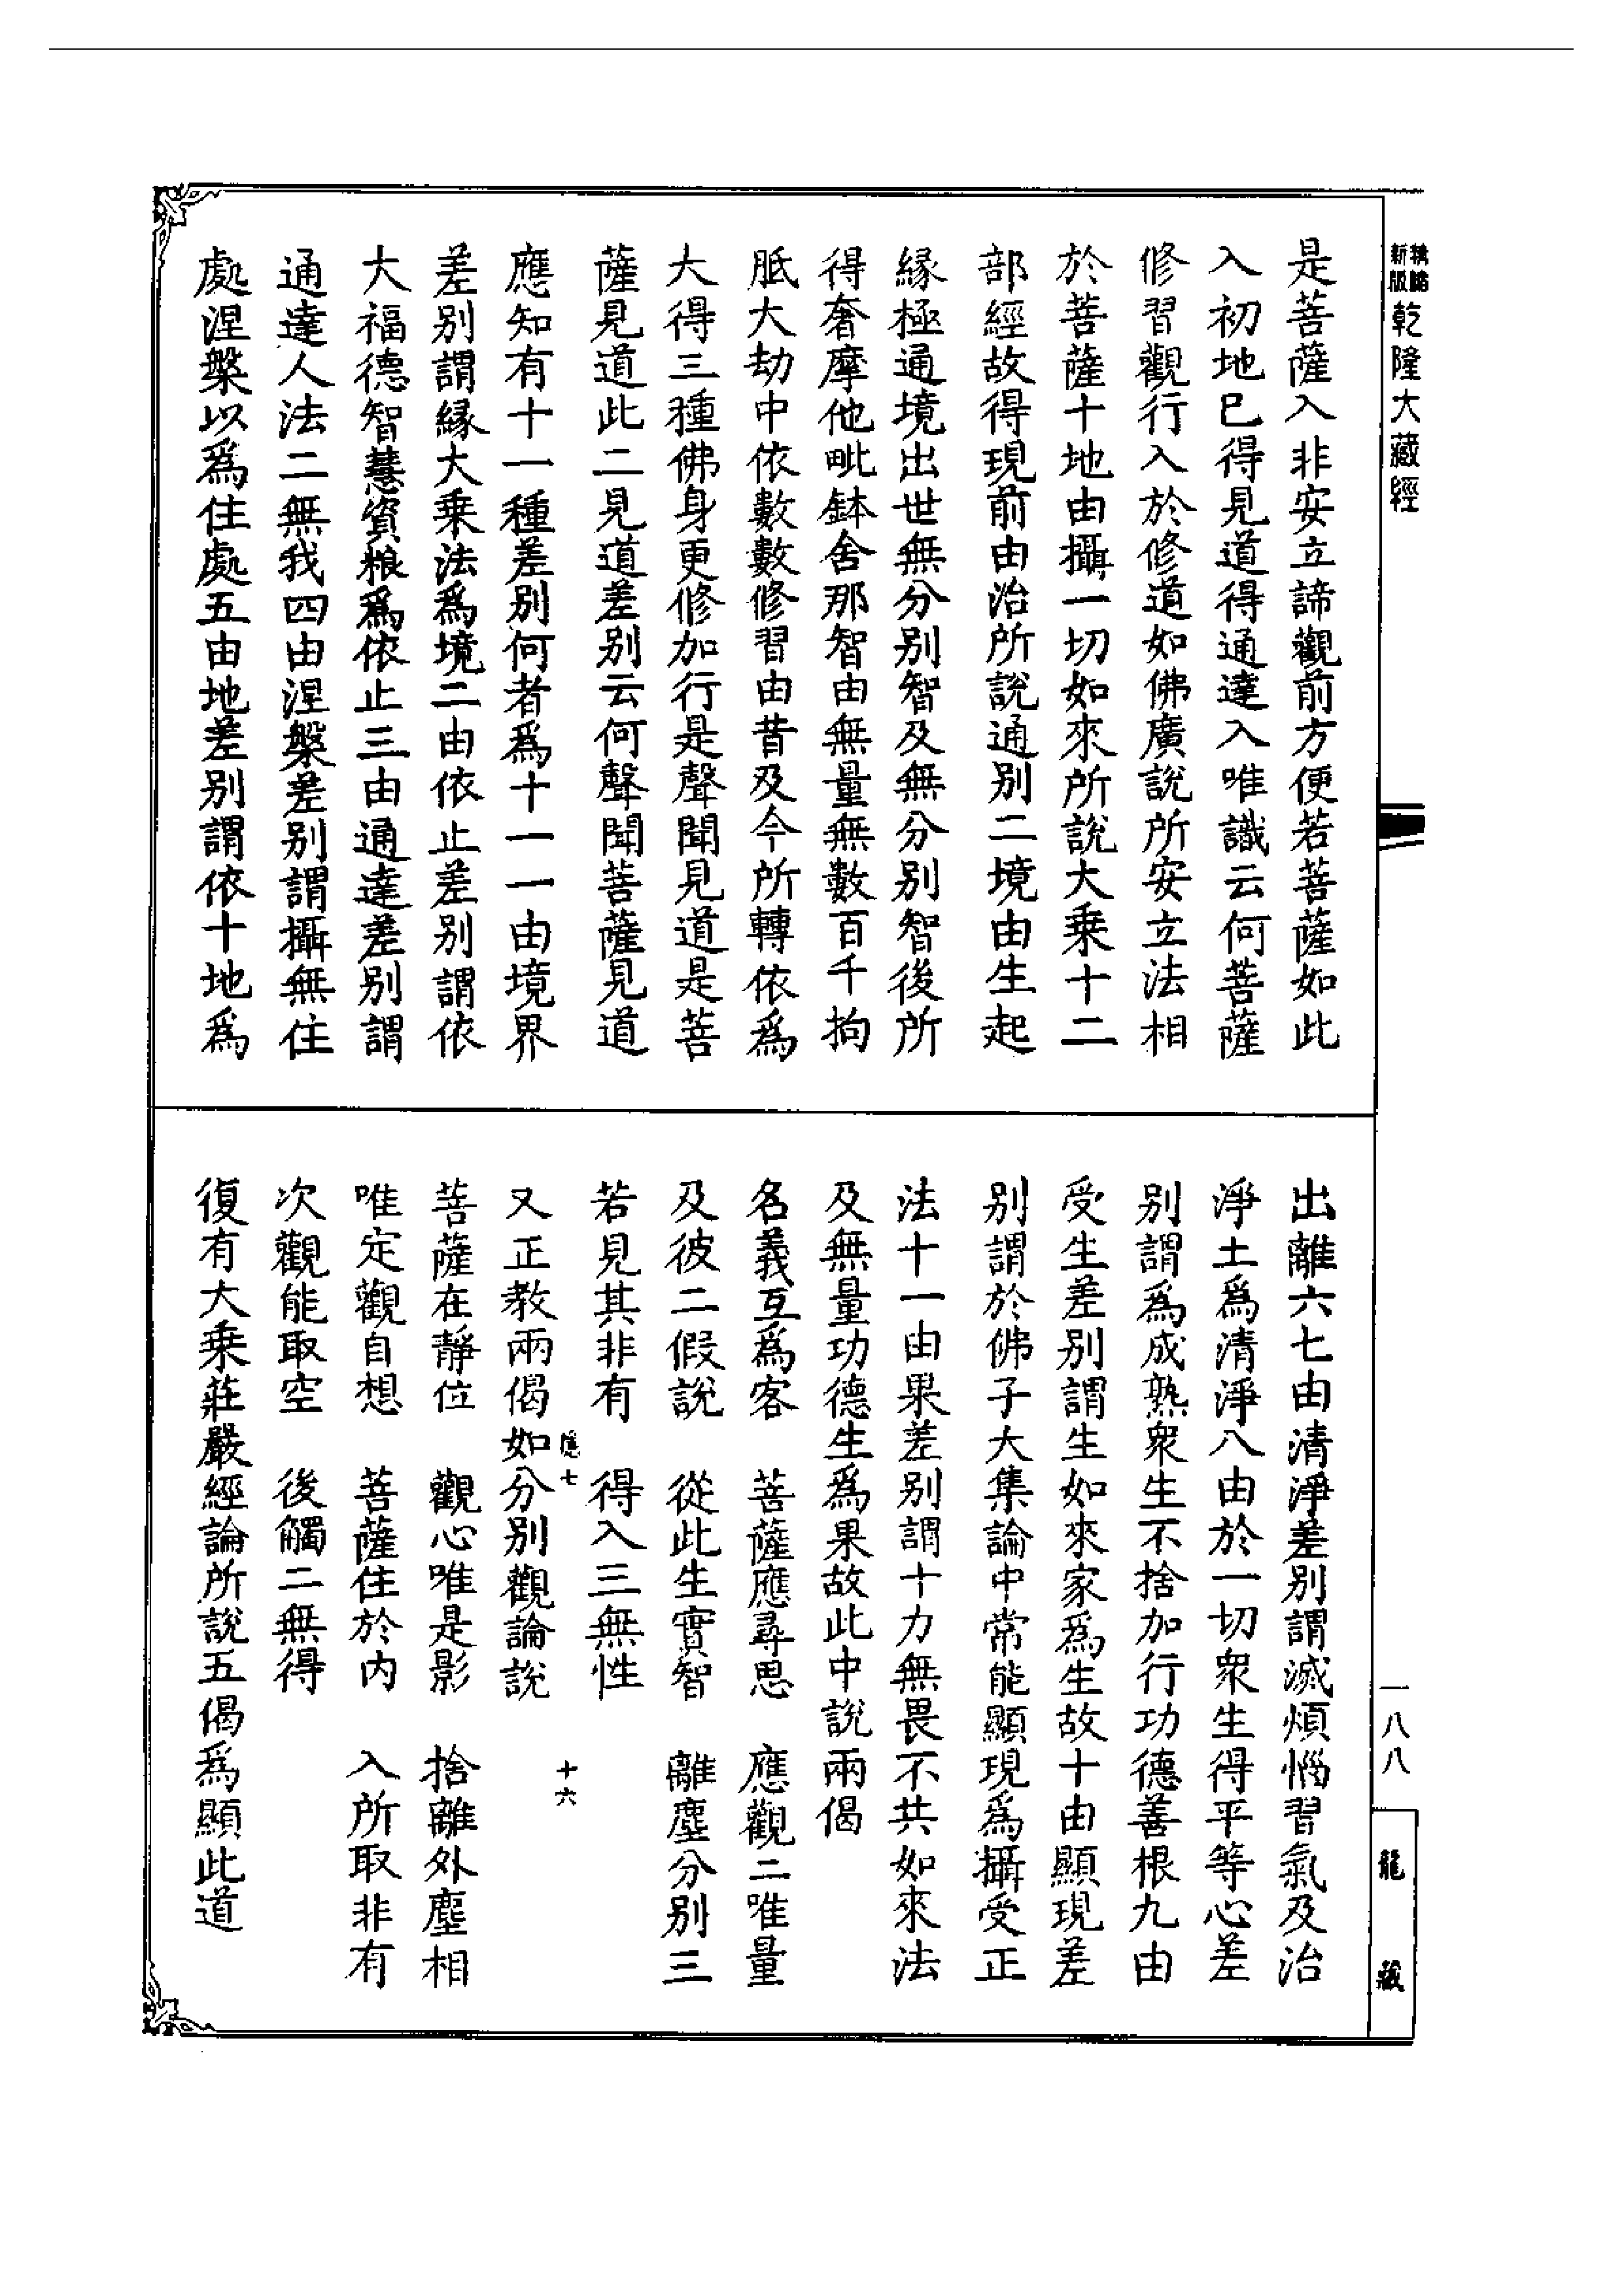 新版精縮 乾隆大藏經
是菩薩入非安立諦觀前方便若菩薩如此
入初地已得見道得通達入唯識云何菩薩
修習觀行入於修道如佛廣說所安立法相
於菩薩十地由攝一切如來所說大乗十二
部經故得現前由治所說通別二境由生起
緣極通境出世無分別智及無分別智後所
得奢摩他毗鉢舍那智由無量無數百千拘
胝大劫中依數數修習由昔及今所轉依爲
大得三種佛身更修加行是聲聞見道是菩
薩見道此二見道差別云何聲聞菩薩見道
應知有十一種差別何者爲十一一由境界
差別謂緣大乗法爲境二由依止差別謂依
大福德智慧資粮爲依止三由通達差別謂
通達人法二無我四由涅槃差別謂攝無住
處涅槃以爲住處五由地差別謂依十地爲
出離六七由清淨差別謂滅煩惱習氣及治
淨土爲清淨八由於一切衆生得平等心差
別謂爲成熟衆生不捨加行功德善根九由
受生差別謂生如來家爲生故十由顯現差
別謂於佛子大集論中常能顯現爲攝受正
法十一由果差別謂十力無畏不共如來法
及無量功德生爲果故此中說兩偈
名義互爲客　菩薩應尋思　應觀二唯量
及彼二假說　從此生實智　離塵分別三
若見其非有　得入三無性
七　十六
又正教兩偈如分別觀論說
菩薩在靜位　觀心唯是影　捨離外塵相
唯定觀自想　菩薩住於內　入所取非有
次觀能取空　後觸二無得
復有大乗莊嚴經論所說五偈爲顯此道
一八八
龍藏